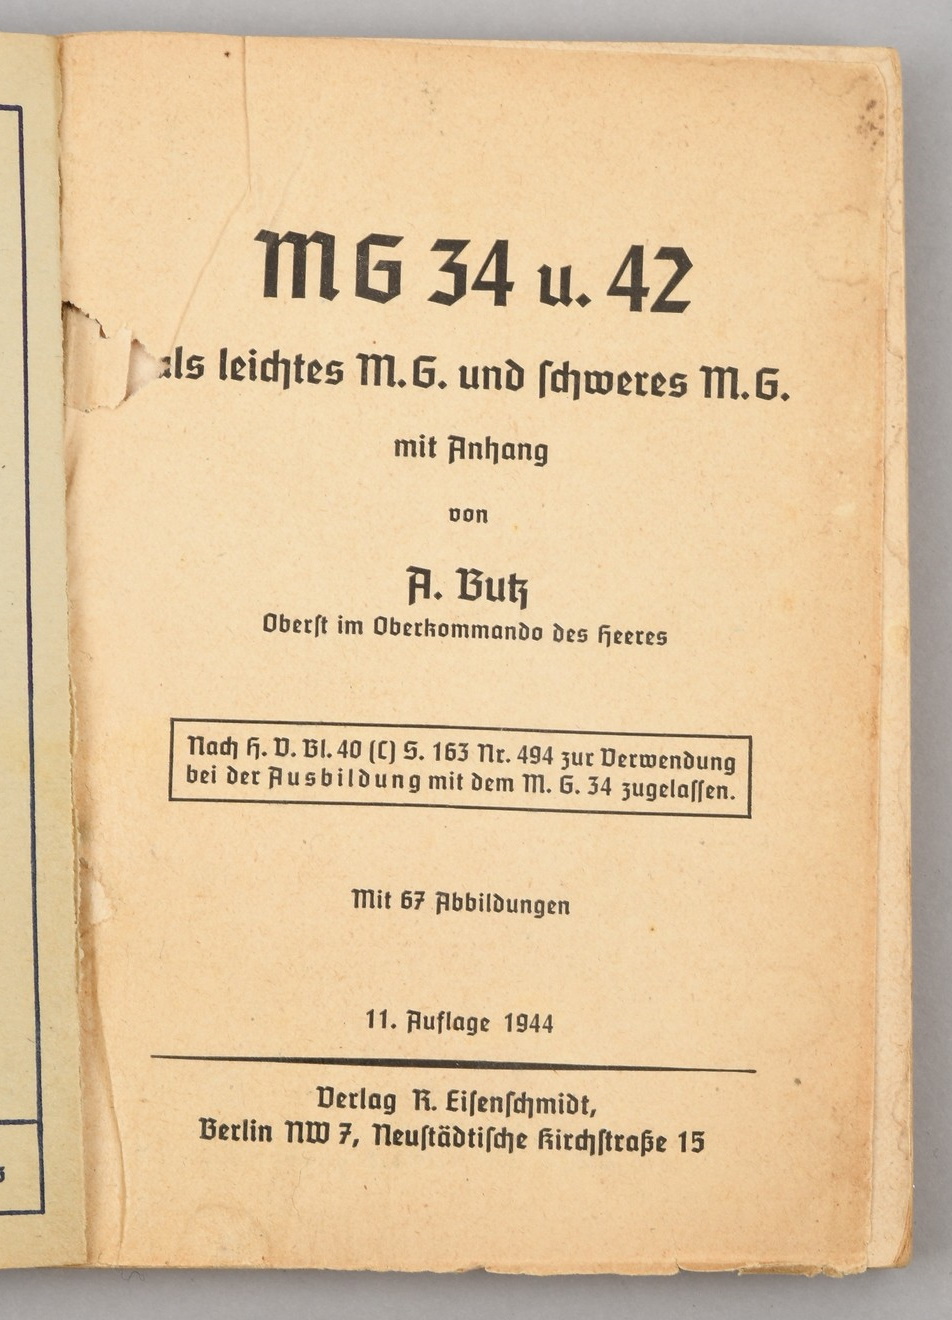 MG 34 u. 42
als leichtes M.G. und schweres M.G.
mit Anhang
von
A. Butz
Oberſt im Oberkommando des Heeres
Nach H. V. Bl. 40 (C) S. 163 Nr. 494 zur Verwendung
bei der Ausbildung mit dem M. G. 34 zugelaſſen.
Mit 67 Abbildungen
11. Auflage 1944
Verlag R. Eiſenſchmidt,
Berlin NW 7, Neuſtädtiſche Kirchſtraße 15